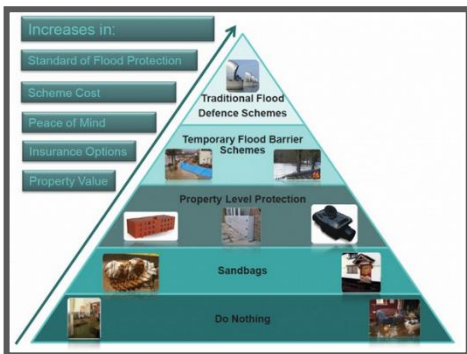 Increases in:
Standard of Flood Protection
Scheme Cost
Peace of Mind
Insurance Options
Property Value
Traditional Flood
Defence Schemes
Temporary Flood Barrier
Schemes
Property Level Protection
Sandbags
Do Nothing